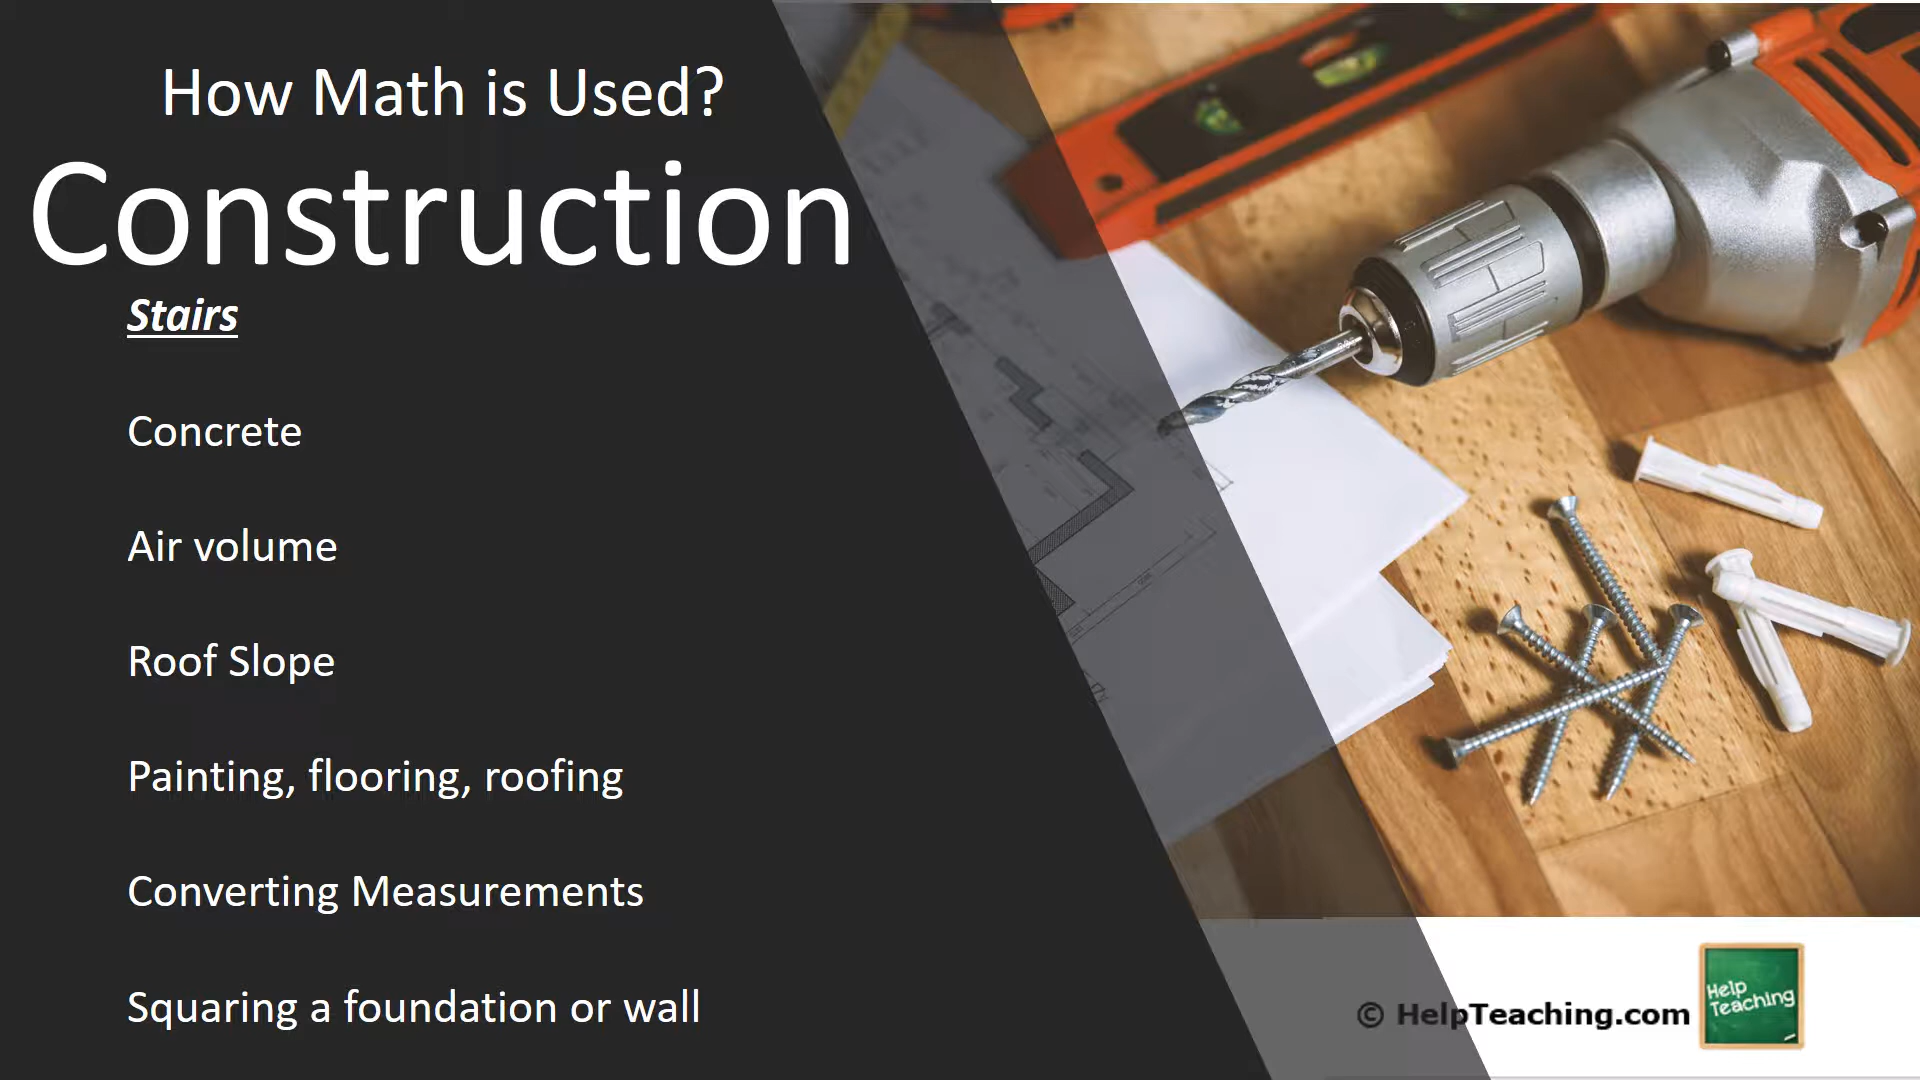 How Math is Used?
Construction
Stairs
Concrete
Air volume
Roof Slope
Painting, flooring, roofing
Converting Measurements
Squaring a foundation or wall
© HelpTeaching.com
Help
Teaching